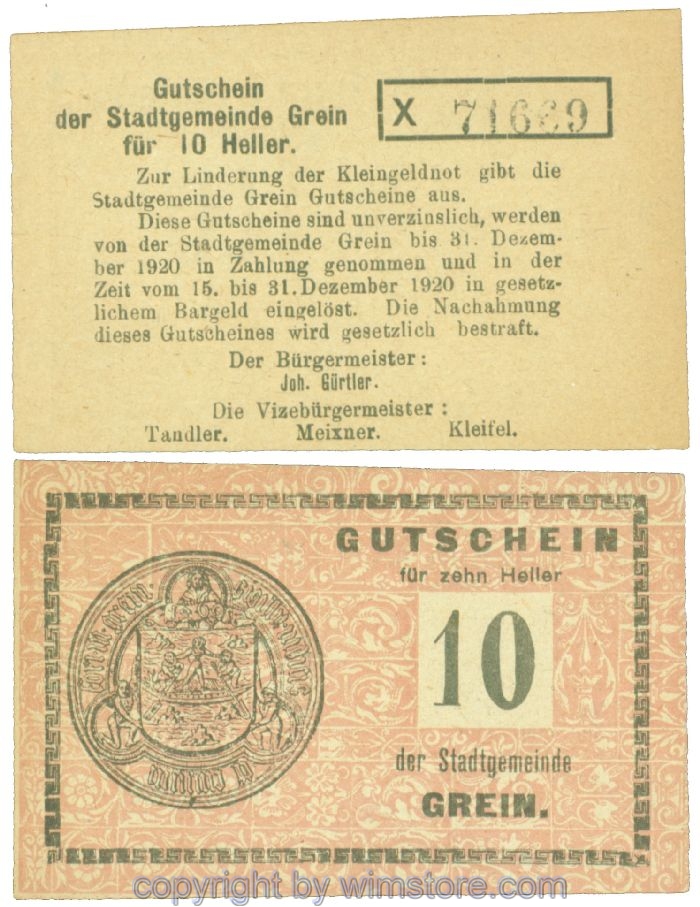 Gutschein
der Stadtgemeinde Grein
für 10 Heller.
X 71669
Zur Linderung der Kleingeldnot gibt die
Stadtgemeinde Grein Gutscheine aus.
Diese Gutscheine sind unverzinslich, werden
von der Stadtgemeinde Grein bis 31. Dezem-
ber 1920 in Zahlung genommen und in der
Zeit vom 15. bis 31. Dezember 1920 in gesetz-
lichem Bargeld eingelöst. Die Nachahmung
dieses Gutscheines wird gesetzlich bestraft.
Der Bürgermeister:
Joh. Gürtler.
Die Vizebürgermeister:
Tandler. Meixner. Kleifel.
GUTSCHEIN
für zehn Heller
10
der Stadtgemeinde
GREIN.
copyright by wimstore.com